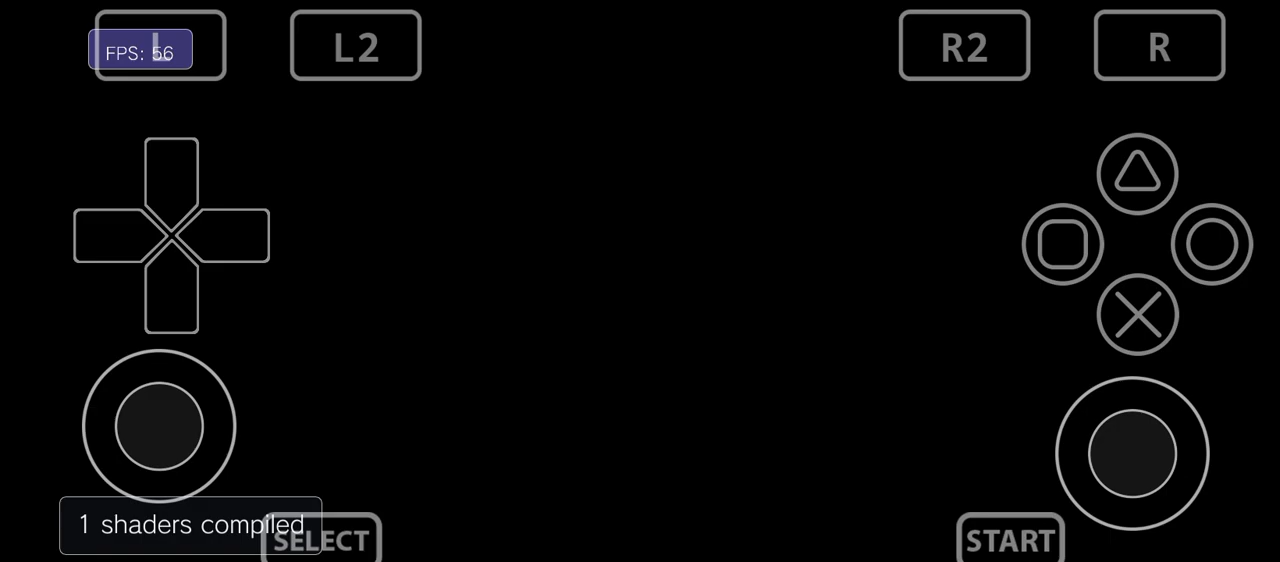 L
FPS: 56
L2
R2
R
1 shaders compiled
SELECT
START